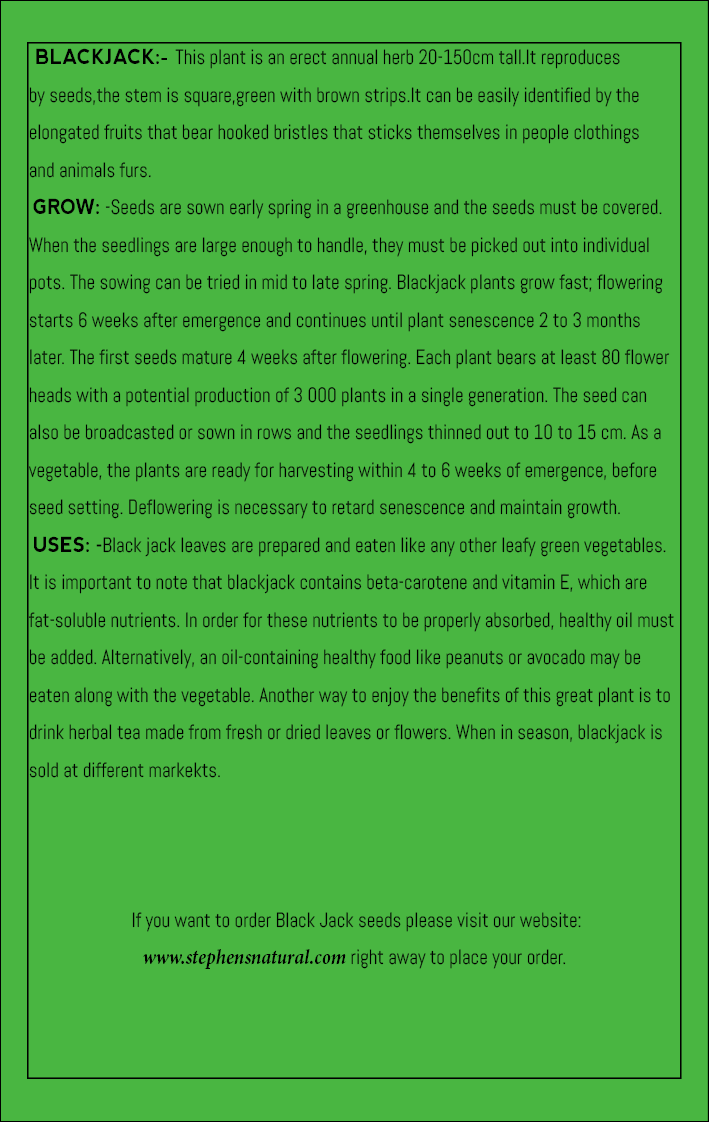 BLACKJACK:- This plant is an erect annual herb 20-150cm tall.It reproduces
by seeds,the stem is square,green with brown strips.It can be easily identified by the
elongated fruits that bear hooked bristles that sticks themselves in people clothings
and animals furs.
GROW: -Seeds are sown early spring in a greenhouse and the seeds must be covered.
When the seedlings are large enough to handle, they must be picked out into individual
pots. The sowing can be tried in mid to late spring. Blackjack plants grow fast; flowering
starts 6 weeks after emergence and continues until plant senescence 2 to 3 months
later. The first seeds mature 4 weeks after flowering. Each plant bears at least 80 flower
heads with a potential production of 3 000 plants in a single generation. The seed can
also be broadcasted or sown in rows and the seedlings thinned out to 10 to 15 cm. As a
vegetable, the plants are ready for harvesting within 4 to 6 weeks of emergence, before
seed setting. Deflowering is necessary to retard senescence and maintain growth.
USES: -Black jack leaves are prepared and eaten like any other leafy green vegetables.
It is important to note that blackjack contains beta-carotene and vitamin E, which are
fat-soluble nutrients. In order for these nutrients to be properly absorbed, healthy oil must
be added. Alternatively, an oil-containing healthy food like peanuts or avocado may be
eaten along with the vegetable. Another way to enjoy the benefits of this great plant is to
drink herbal tea made from fresh or dried leaves or flowers. When in season, blackjack is
sold at different markekts.
If you want to order Black Jack seeds please visit our website:
www.stephensnatural.com right away to place your order.